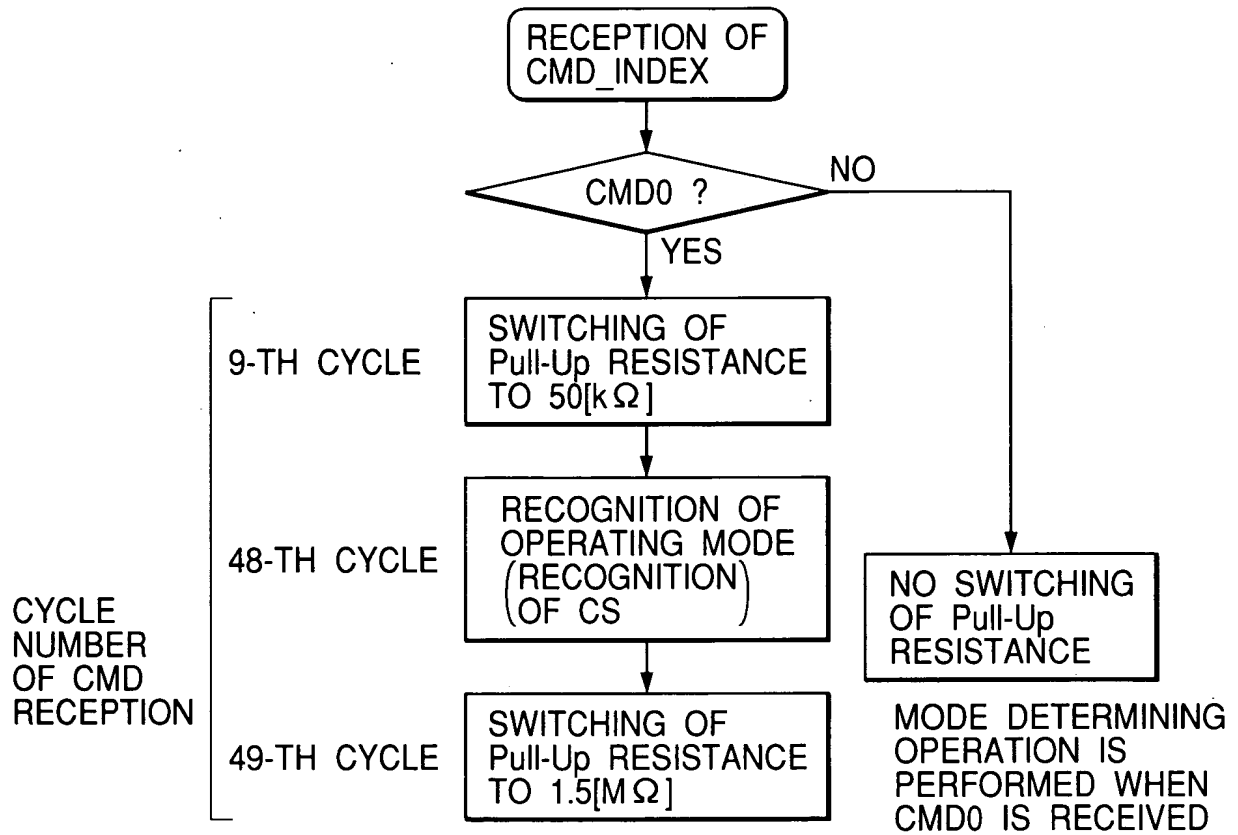 RECEPTION OF
CMD_INDEX
CMD0 ?
NO
YES
9-TH CYCLE
SWITCHING OF
Pull-Up RESISTANCE
TO 50[kΩ]
48-TH CYCLE
RECOGNITION OF
OPERATING MODE
(RECOGNITION
OF CS)
NO SWITCHING
OF Pull-Up
RESISTANCE
CYCLE
NUMBER
OF CMD
RECEPTION
49-TH CYCLE
SWITCHING OF
Pull-Up RESISTANCE
TO 1.5[MΩ]
MODE DETERMINING
OPERATION IS
PERFORMED WHEN
CMD0 IS RECEIVED